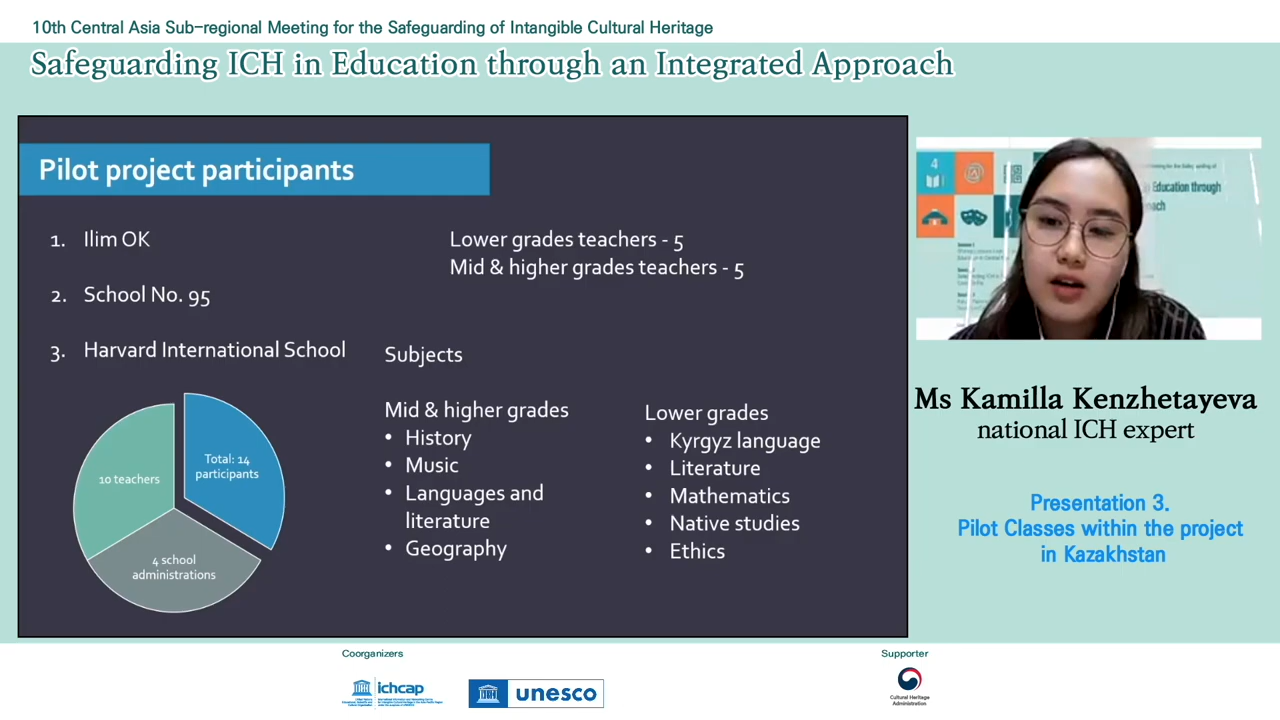 10th Central Asia Sub-regional Meeting for the Safeguarding of Intangible Cultural Heritage
Safeguarding ICH in Education through an Integrated Approach
Pilot project participants
1. Ilim OK
2. School No. 95
3. Harvard International School
Lower grades teachers - 5
Mid & higher grades teachers - 5
Subjects
Mid & higher grades
• History
• Music
• Languages and
literature
• Geography
Lower grades
• Kyrgyz language
• Literature
• Mathematics
• Native studies
• Ethics
10 teachers
Total: 14
participants
4 school
administrations
4
Education through
Ms Kamilla Kenzhetayeva
national ICH expert
Presentation 3.
Pilot Classes within the project
in Kazakhstan
Coorganizers
ichcap
unesco
Supporter
Cultural Heritage
Administration